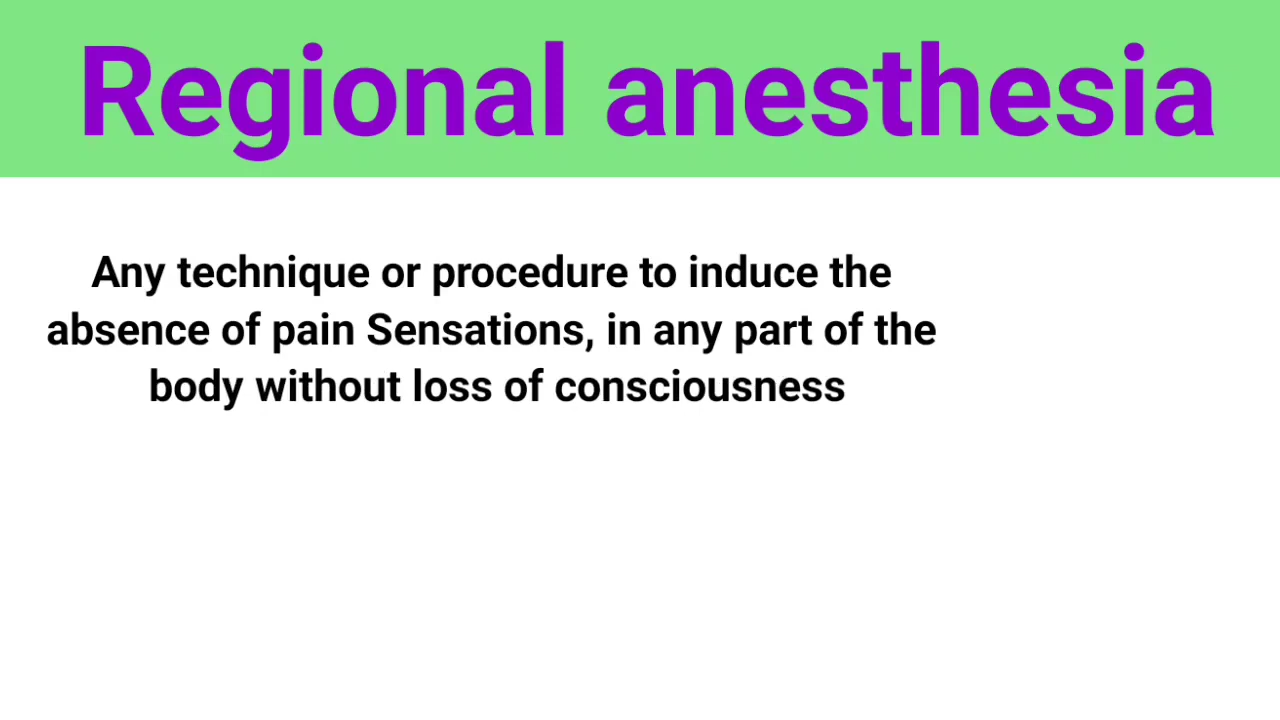 Regional anesthesia
Any technique or procedure to induce the
absence of pain Sensations, in any part of the
body without loss of consciousness